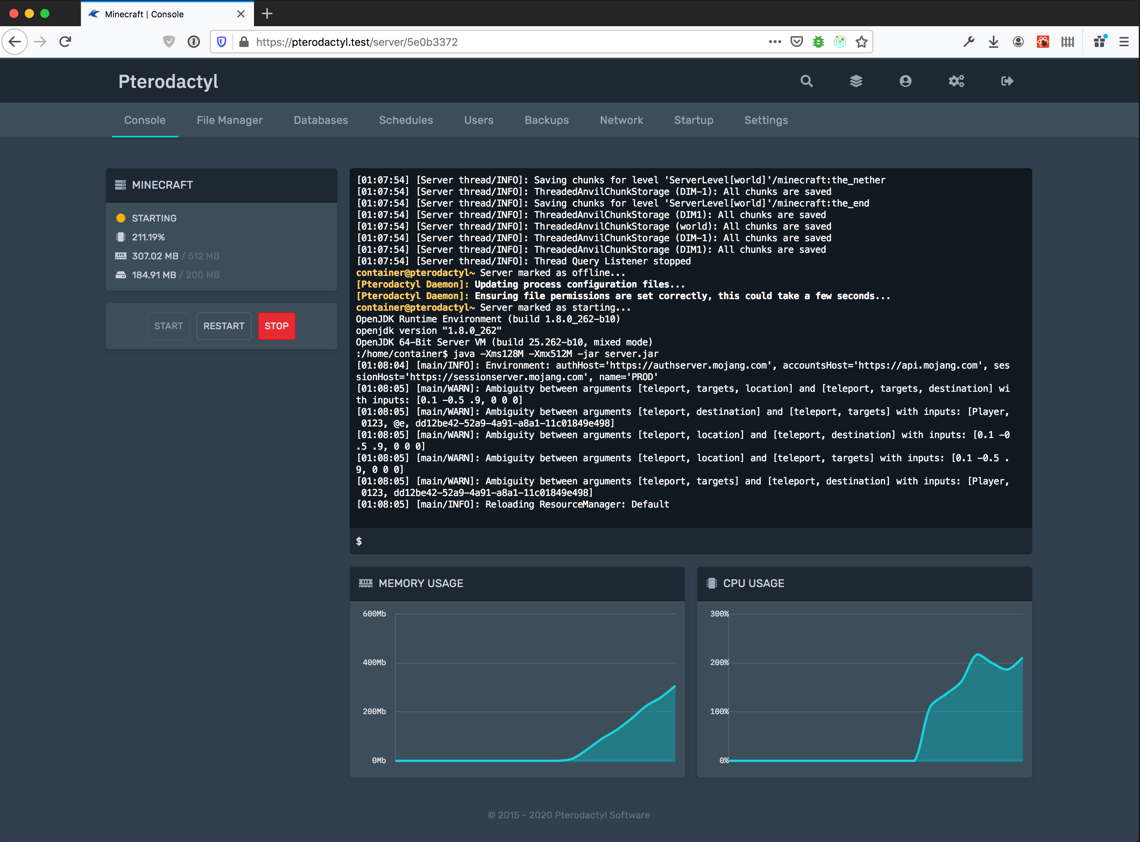 Minecraft | Console
https://pterodactyl.test/server/5e0b3372
Pterodactyl
Console File Manager Databases Schedules Users Backups Network Startup Settings
MINECRAFT
STARTING
211.19%
307.02 MB / 512 MB
184.91 MB / 200 MB
START RESTART STOP
[01:07:54] [Server thread/INFO]: Saving chunks for level 'ServerLevel[world]'/minecraft:the_nether
[01:07:54] [Server thread/INFO]: ThreadedAnvilChunkStorage (DIM-1): All chunks are saved
[01:07:54] [Server thread/INFO]: Saving chunks for level 'ServerLevel[world]'/minecraft:the_end
[01:07:54] [Server thread/INFO]: ThreadedAnvilChunkStorage (DIM1): All chunks are saved
[01:07:54] [Server thread/INFO]: ThreadedAnvilChunkStorage (world): All chunks are saved
[01:07:54] [Server thread/INFO]: ThreadedAnvilChunkStorage (DIM-1): All chunks are saved
[01:07:54] [Server thread/INFO]: ThreadedAnvilChunkStorage (DIM1): All chunks are saved
[01:07:54] [Server thread/INFO]: Thread Query Listener stopped
container@pterodactyl~ Server marked as offline...
[Pterodactyl Daemon]: Updating process configuration files...
[Pterodactyl Daemon]: Ensuring file permissions are set correctly, this could take a few seconds...
container@pterodactyl~ Server marked as starting...
OpenJDK Runtime Environment (build 1.8.0_262-b10)
openjdk version "1.8.0_262"
OpenJDK 64-Bit Server VM (build 25.262-b10, mixed mode)
:/home/container$ java -Xms128M -Xmx512M -jar server.jar
[01:08:04] [main/INFO]: Environment: authHost='https://authserver.mojang.com', accountsHost='https://api.mojang.com', ses
sionHost='https://sessionserver.mojang.com', name='PROD'
[01:08:05] [main/WARN]: Ambiguity between arguments [teleport, targets, location] and [teleport, targets, destination] wi
th inputs: [0.1 -0.5 .9, 0 0 0]
[01:08:05] [main/WARN]: Ambiguity between arguments [teleport, destination] and [teleport, targets] with inputs: [Player,
0123, @e, dd12be42-52a9-4a91-a8a1-11c01849e498]
[01:08:05] [main/WARN]: Ambiguity between arguments [teleport, location] and [teleport, destination] with inputs: [0.1 -0
.5 .9, 0 0 0]
[01:08:05] [main/WARN]: Ambiguity between arguments [teleport, location] and [teleport, targets] with inputs: [0.1 -0.5 .
9, 0 0 0]
[01:08:05] [main/WARN]: Ambiguity between arguments [teleport, targets] and [teleport, destination] with inputs: [Player,
0123, dd12be42-52a9-4a91-a8a1-11c01849e498]
[01:08:05] [main/INFO]: Reloading ResourceManager: Default
$
MEMORY USAGE
600Mb
400Mb
200Mb
0Mb
CPU USAGE
300%
200%
100%
0%
© 2015 - 2020 Pterodactyl Software